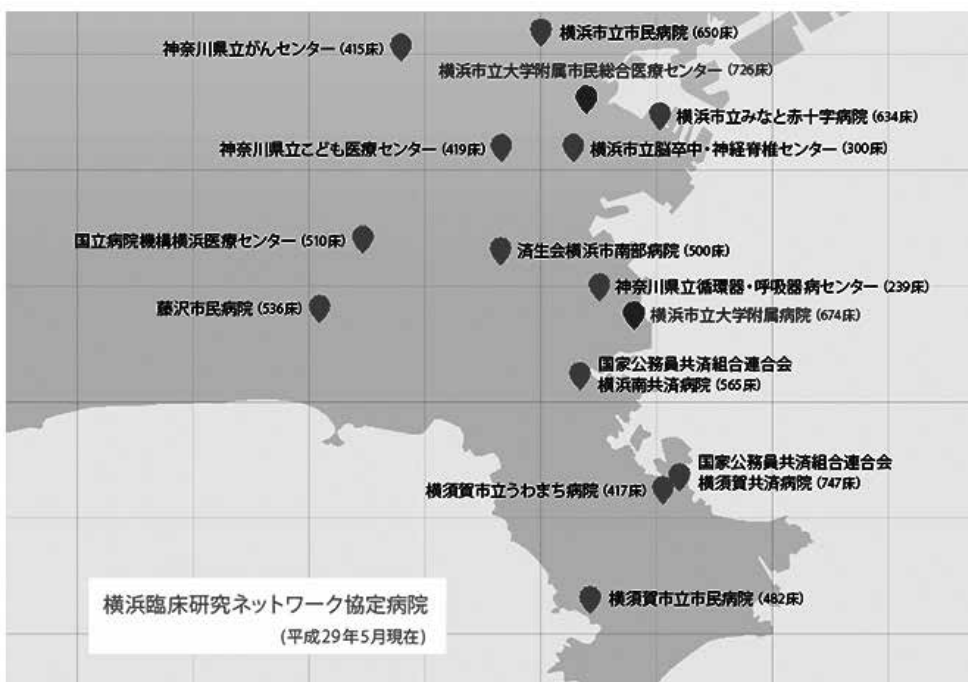 横浜市立市民病院 (650床)
神奈川県立がんセンター (415床)
横浜市立大学附属市民総合医療センター (726床)
横浜市立みなと赤十字病院 (634床)
神奈川県立こども医療センター (419床)
横浜市立脳卒中・神経脊椎センター (300床)
国立病院機構横浜医療センター (510床)
済生会横浜市南部病院 (500床)
神奈川県立循環器・呼吸器病センター (239床)
藤沢市民病院 (536床)
横浜市立大学附属病院 (674床)
国家公務員共済組合連合会
横浜南共済病院 (565床)
国家公務員共済組合連合会
横須賀共済病院 (747床)
横須賀市立うわまち病院 (417床)
横須賀市立市民病院 (482床)
横浜臨床研究ネットワーク協定病院
(平成29年5月現在)